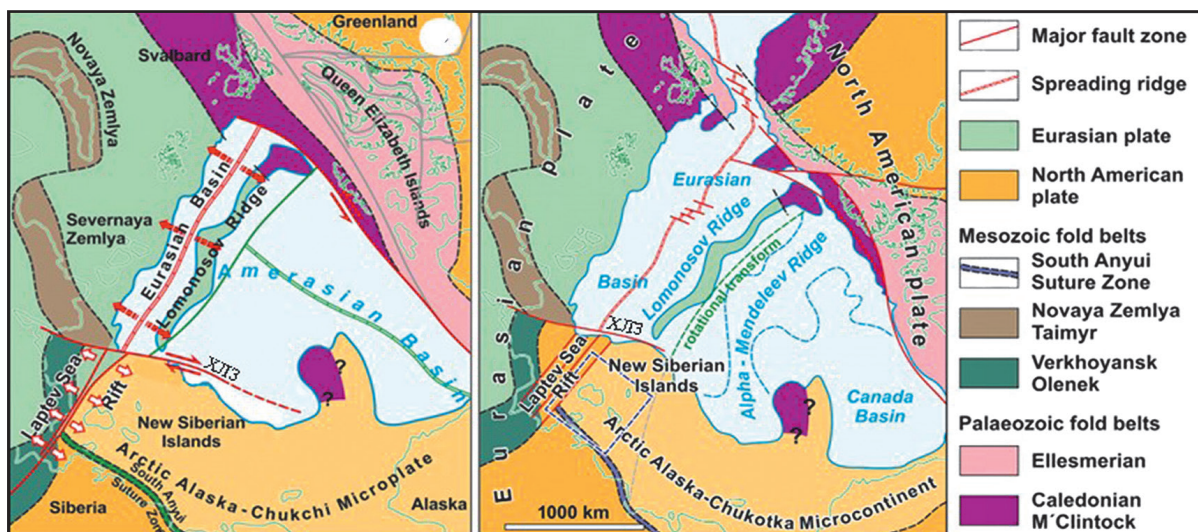 Greenland
Svalbard
Novaya Zemlya
Queen Elizabeth Islands
Eurasian Basin
Lomonosov Ridge
Severnaya
Zemlya
Amerasian Basin
ХЛЗ
Laptev Sea
Rift
New Siberian
Islands
Arctic Alaska-Chukchi Microplate
South Anyui
Suture Zone
Siberia
Alaska
?
?
Eurasian plate
North American plate
Eurasian
Basin
Lomonosov Ridge
rotational transform
Alpha - Mendeleev Ridge
ХЛЗ
New Siberian
Islands
Laptev Sea
Rift
Canada
Basin
?
?
Arctic Alaska-Chukotka Microcontinent
1000 km
Major fault zone
Spreading ridge
Eurasian plate
North American
plate
Mesozoic fold belts
South Anyui
Suture Zone
Novaya Zemlya
Taimyr
Verkhoyansk
Olenek
Palaeozoic fold belts
Ellesmerian
Caledonian
M´Clintock